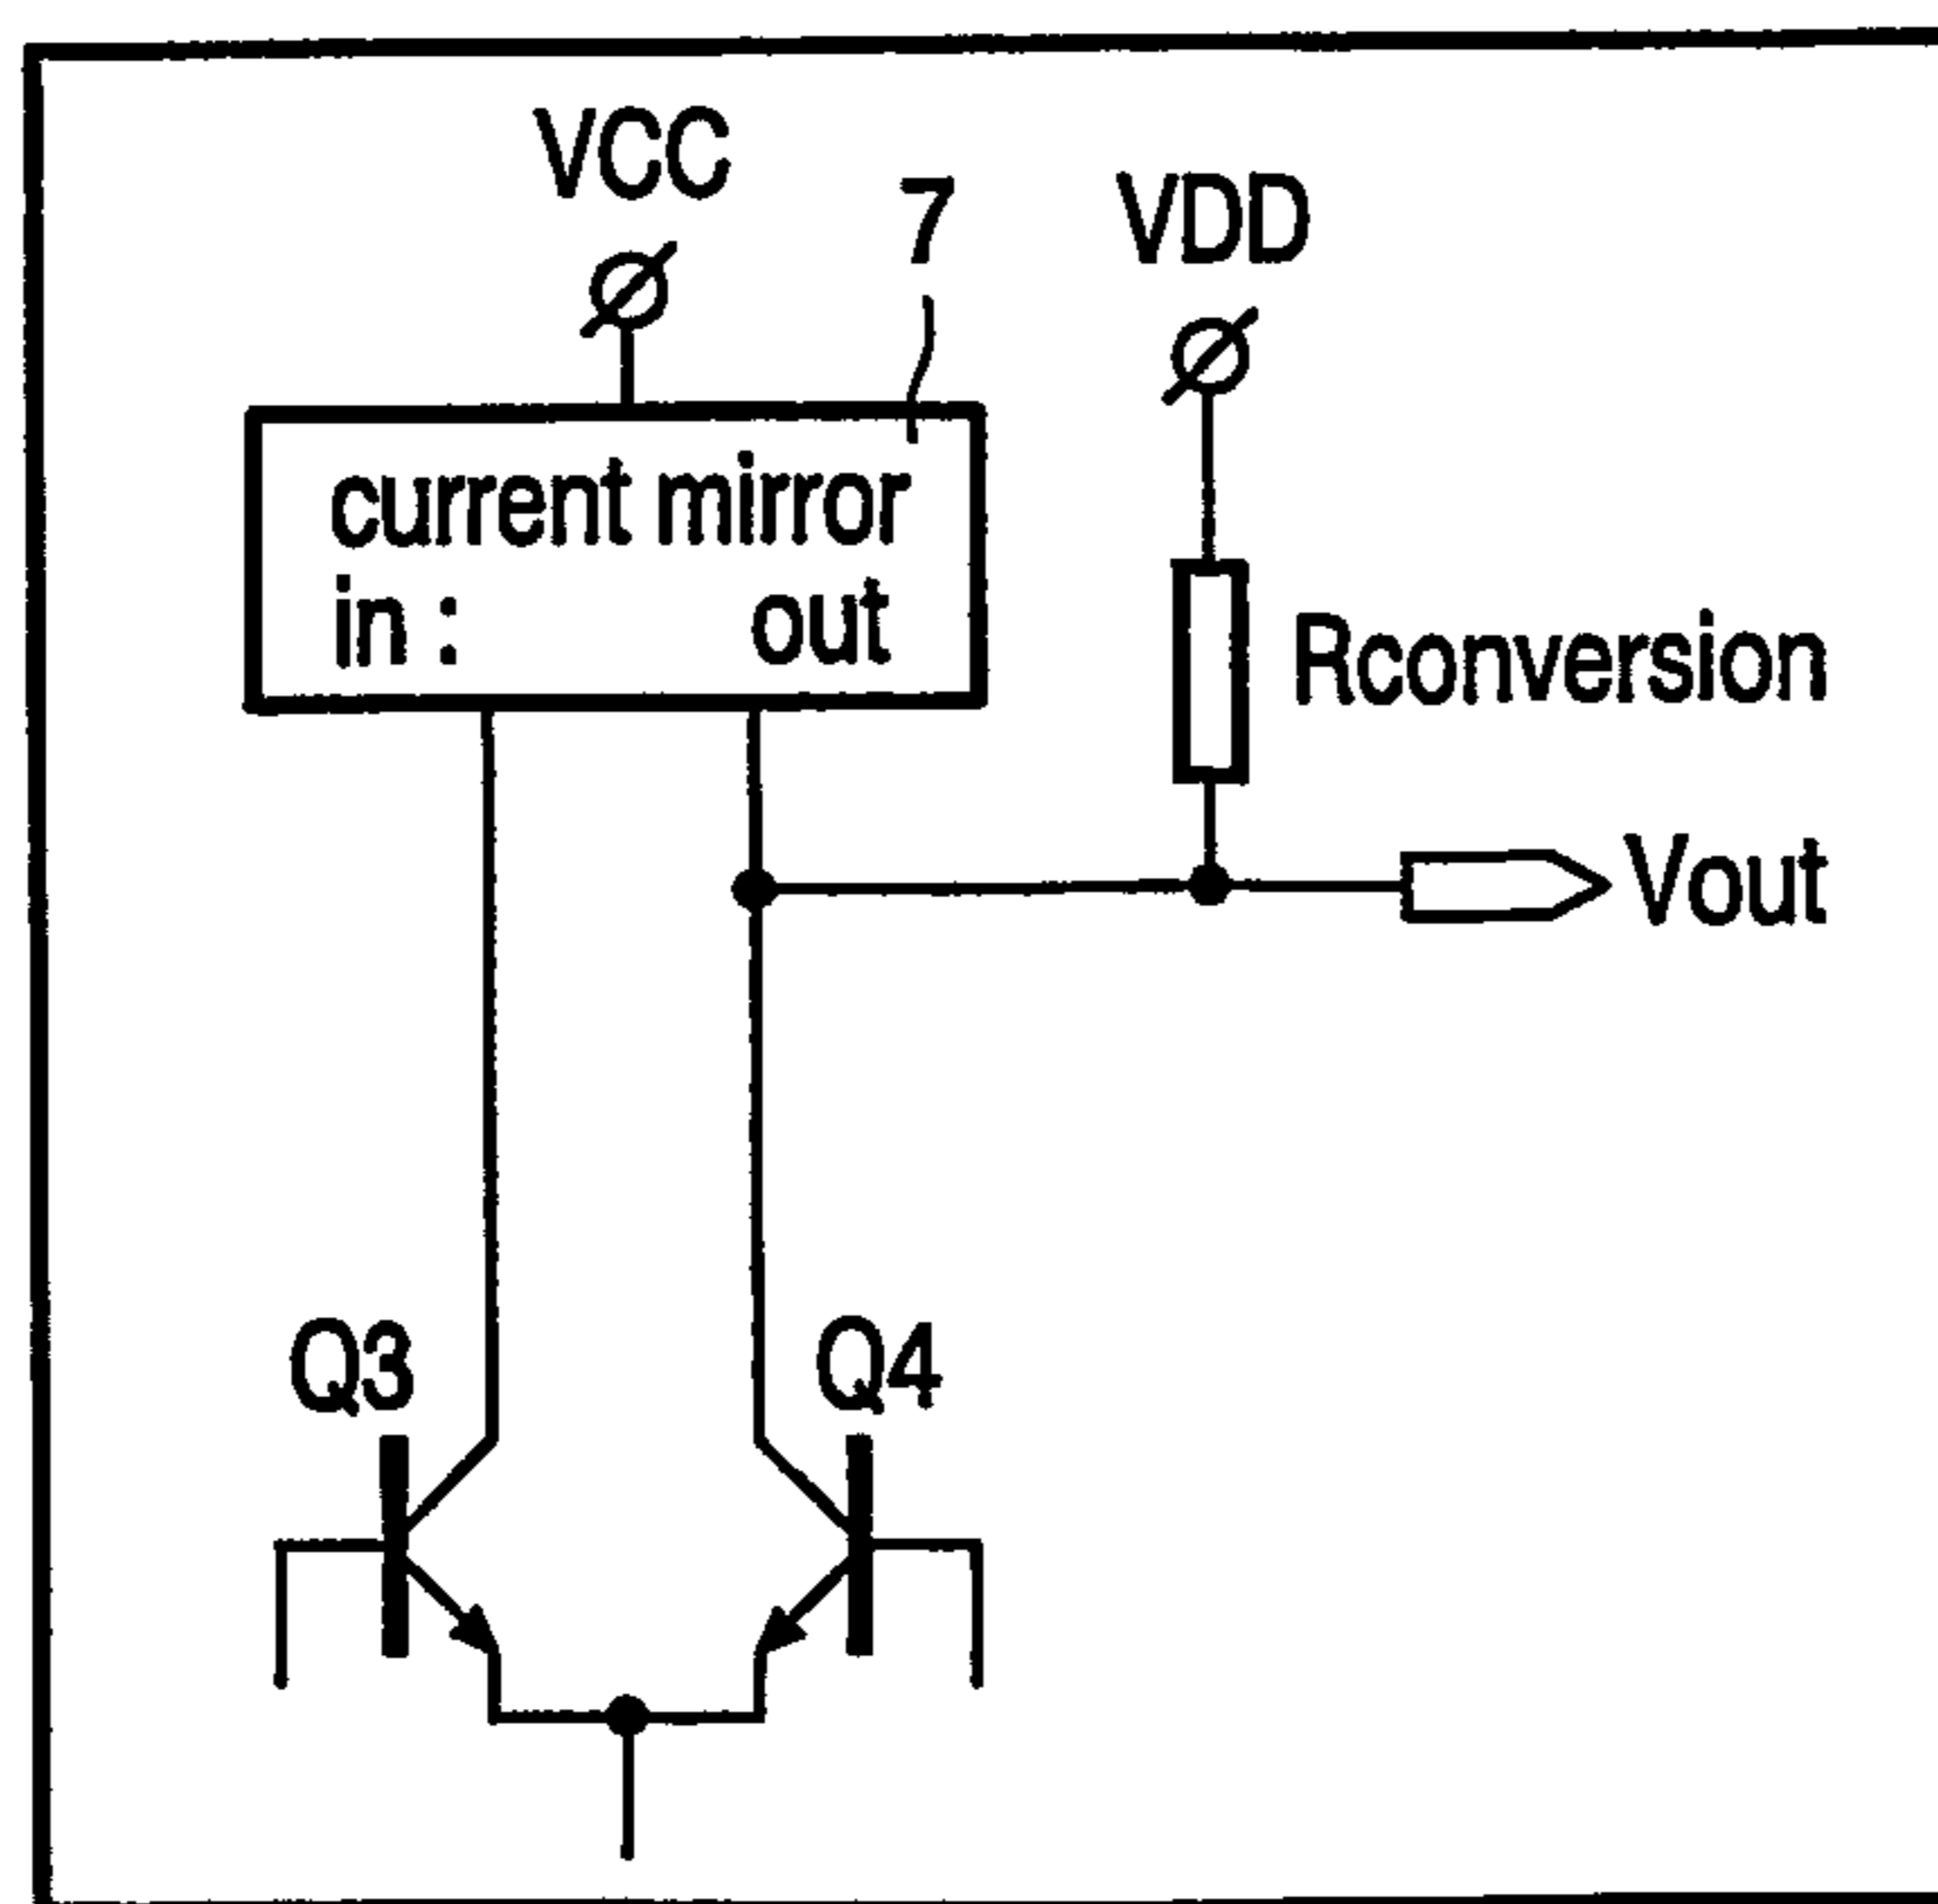 VCC
7
VDD
current mirror
in : out
Rconversion
Vout
Q3
Q4